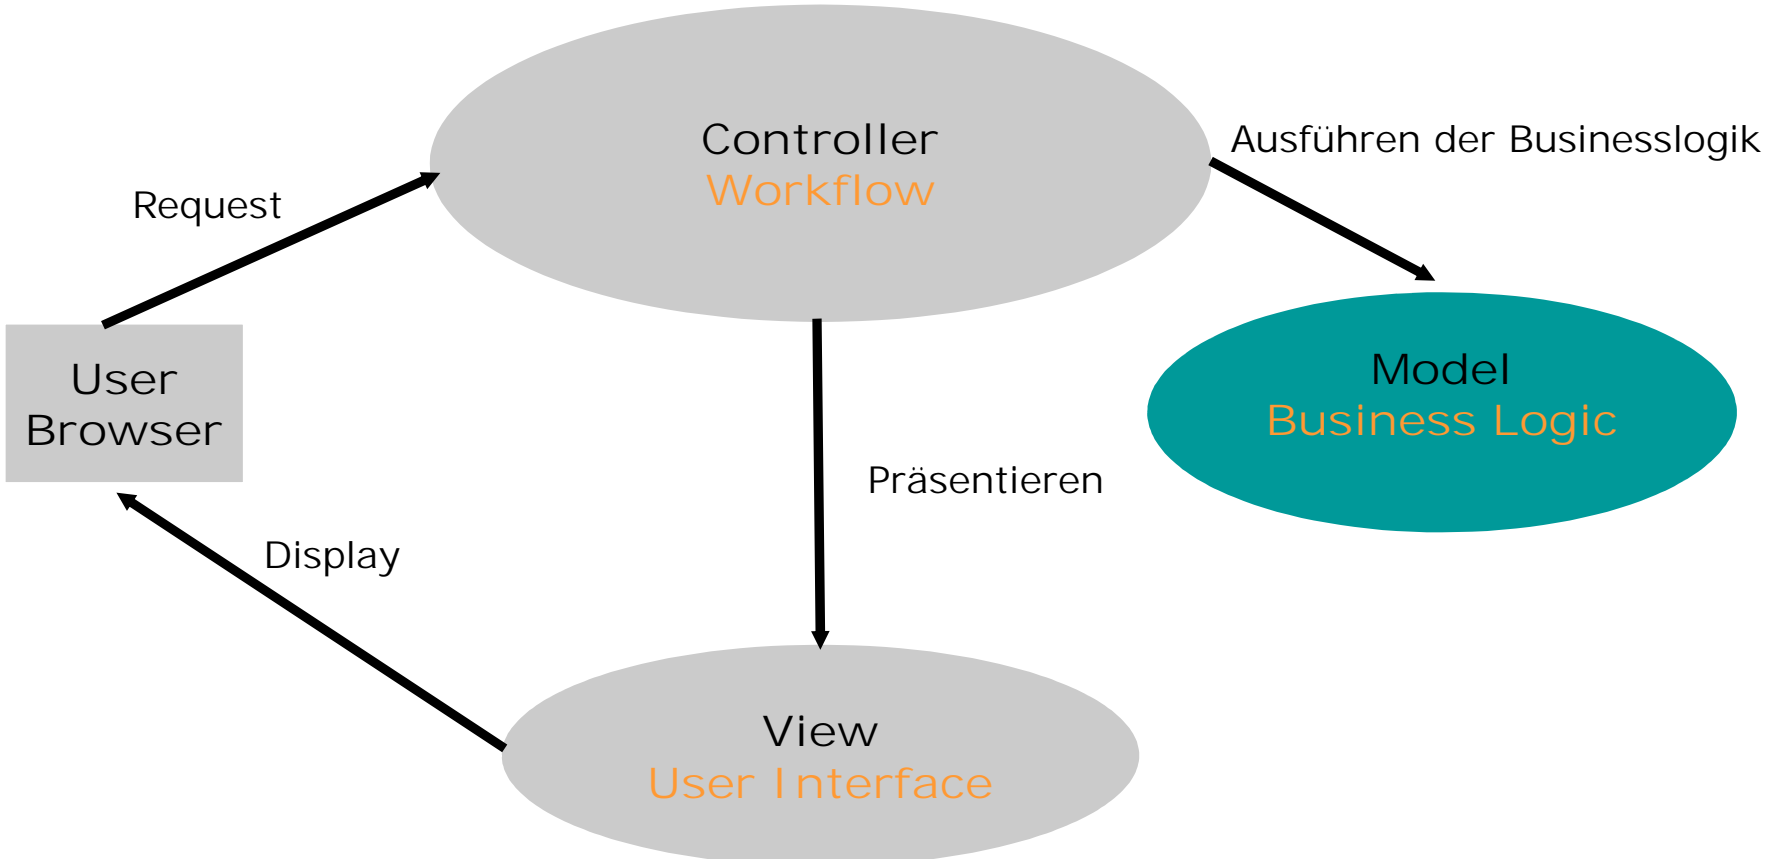 Controller
Workflow
Ausführen der Businesslogik
Request
User
Browser
Model
Business Logic
Präsentieren
Display
View
User Interface